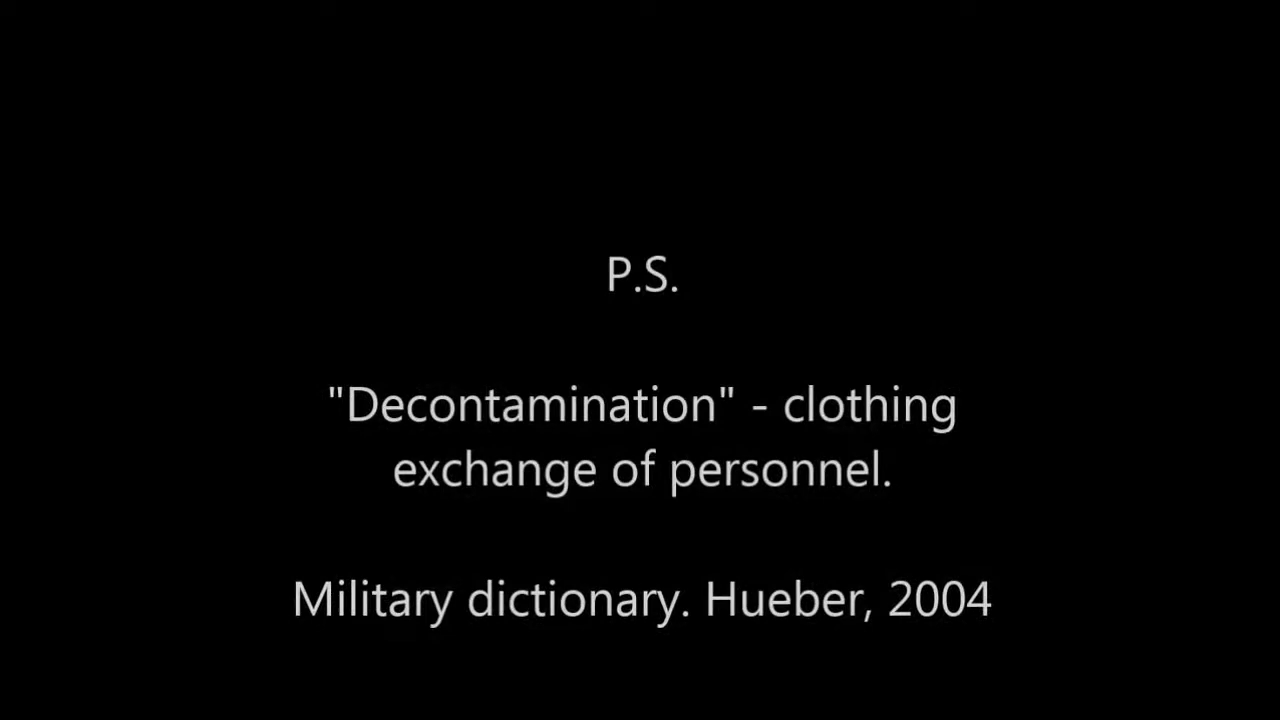 P.S.
"Decontamination" - clothing
exchange of personnel.
Military dictionary. Hueber, 2004